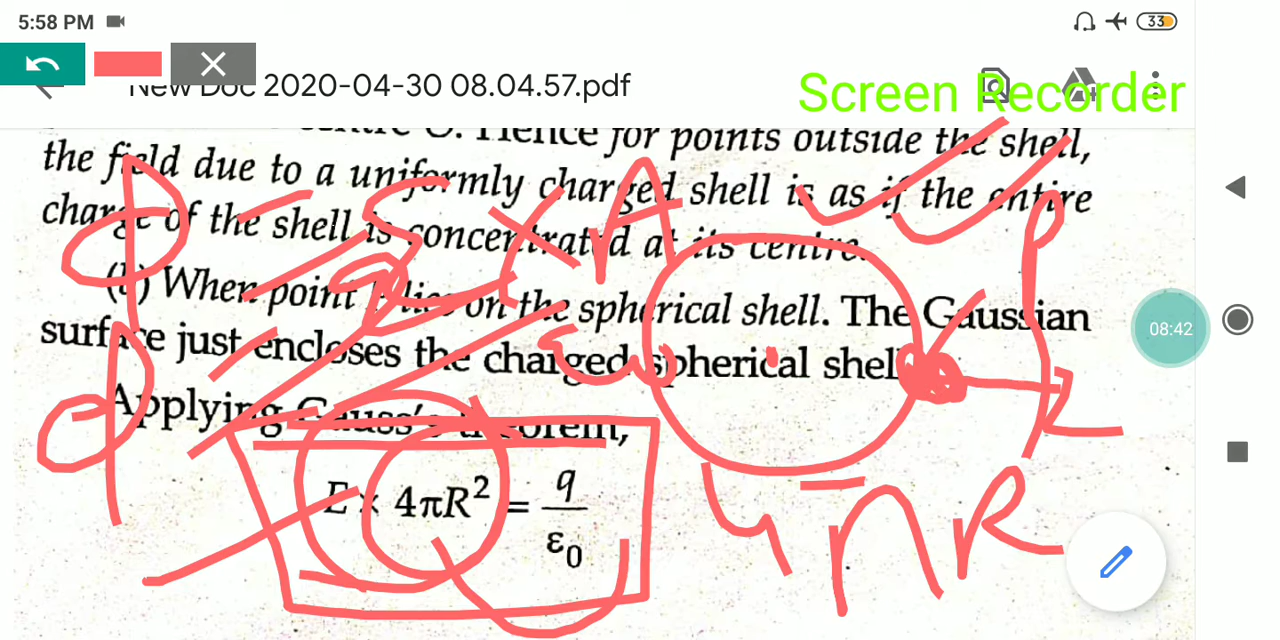 5:58 PM
33
New Doc 2020-04-30 08.04.57.pdf
Screen Recorder
centre O. Hence for points outside the shell,
the field due to a uniformly charged shell is as if the entire
charge of the shell is concentrated at its centre.
(b) When point P lies on the spherical shell. The Gaussian
surface just encloses the charged spherical shell
08:42
Applying Gauss's theorem,
E × 4πR² = q/ε₀